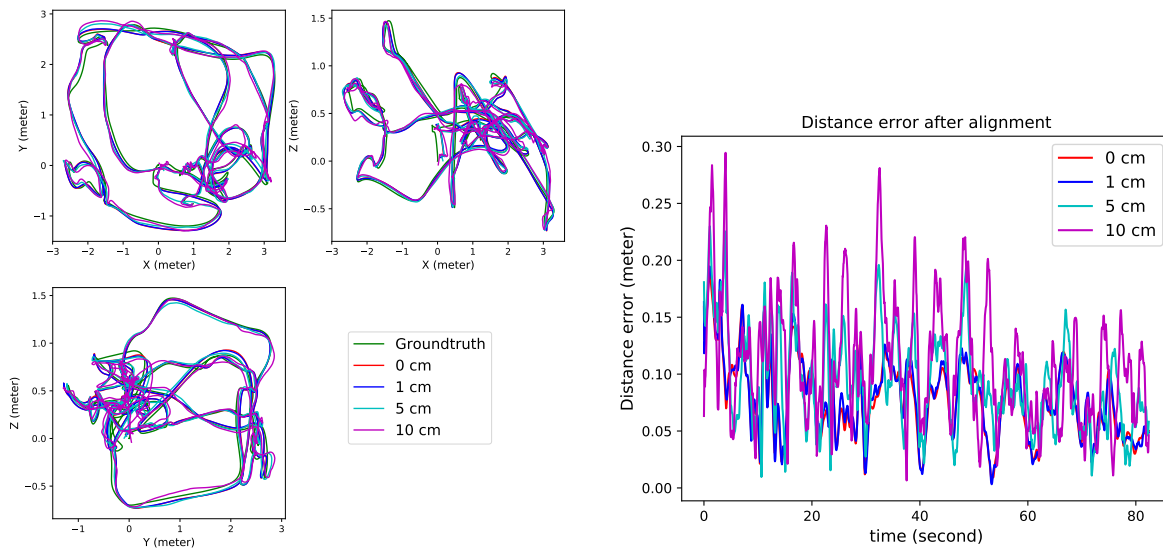 3
2
1
0
−1
Y (meter)
−3
−2
−1
0
1
2
3
X (meter)
1.5
1.0
0.5
0.0
−0.5
Z (meter)
−3
−2
−1
0
1
2
3
X (meter)
1.5
1.0
0.5
0.0
−0.5
Z (meter)
−1
0
1
2
3
Y (meter)
Groundtruth
0 cm
1 cm
5 cm
10 cm
Distance error after alignment
0.30
0.25
0.20
0.15
0.10
0.05
0.00
Distance error (meter)
0
20
40
60
80
time (second)
0 cm
1 cm
5 cm
10 cm